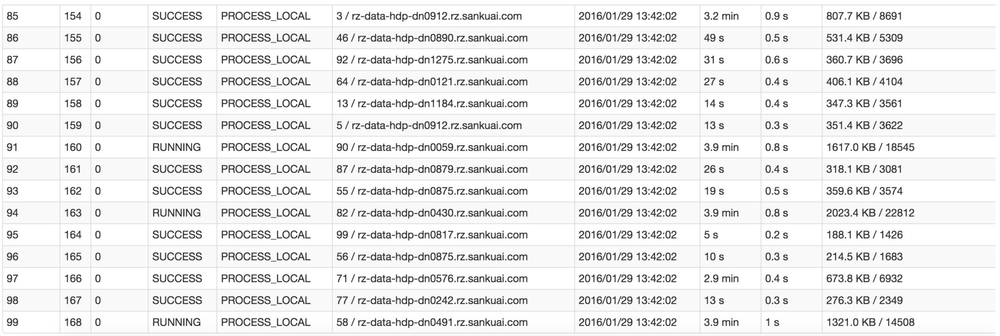 85 154 0 SUCCESS PROCESS_LOCAL 3 / rz-data-hdp-dn0912.rz.sankuai.com 2016/01/29 13:42:02 3.2 min 0.9 s 807.7 KB / 8691
86 155 0 SUCCESS PROCESS_LOCAL 46 / rz-data-hdp-dn0890.rz.sankuai.com 2016/01/29 13:42:02 49 s 0.5 s 531.4 KB / 5309
87 156 0 SUCCESS PROCESS_LOCAL 92 / rz-data-hdp-dn1275.rz.sankuai.com 2016/01/29 13:42:02 31 s 0.6 s 360.7 KB / 3696
88 157 0 SUCCESS PROCESS_LOCAL 64 / rz-data-hdp-dn0121.rz.sankuai.com 2016/01/29 13:42:02 27 s 0.4 s 406.1 KB / 4104
89 158 0 SUCCESS PROCESS_LOCAL 13 / rz-data-hdp-dn1184.rz.sankuai.com 2016/01/29 13:42:02 14 s 0.4 s 347.3 KB / 3561
90 159 0 SUCCESS PROCESS_LOCAL 5 / rz-data-hdp-dn0912.rz.sankuai.com 2016/01/29 13:42:02 13 s 0.3 s 351.4 KB / 3622
91 160 0 RUNNING PROCESS_LOCAL 90 / rz-data-hdp-dn0059.rz.sankuai.com 2016/01/29 13:42:02 3.9 min 0.8 s 1617.0 KB / 18545
92 161 0 SUCCESS PROCESS_LOCAL 87 / rz-data-hdp-dn0879.rz.sankuai.com 2016/01/29 13:42:02 26 s 0.4 s 318.1 KB / 3081
93 162 0 SUCCESS PROCESS_LOCAL 55 / rz-data-hdp-dn0875.rz.sankuai.com 2016/01/29 13:42:02 19 s 0.5 s 359.6 KB / 3574
94 163 0 RUNNING PROCESS_LOCAL 82 / rz-data-hdp-dn0430.rz.sankuai.com 2016/01/29 13:42:02 3.9 min 0.8 s 2023.4 KB / 22812
95 164 0 SUCCESS PROCESS_LOCAL 99 / rz-data-hdp-dn0817.rz.sankuai.com 2016/01/29 13:42:02 5 s 0.2 s 188.1 KB / 1426
96 165 0 SUCCESS PROCESS_LOCAL 56 / rz-data-hdp-dn0875.rz.sankuai.com 2016/01/29 13:42:02 10 s 0.3 s 214.5 KB / 1683
97 166 0 SUCCESS PROCESS_LOCAL 71 / rz-data-hdp-dn0576.rz.sankuai.com 2016/01/29 13:42:02 2.9 min 0.4 s 673.8 KB / 6932
98 167 0 SUCCESS PROCESS_LOCAL 77 / rz-data-hdp-dn0242.rz.sankuai.com 2016/01/29 13:42:02 13 s 0.3 s 276.3 KB / 2349
99 168 0 RUNNING PROCESS_LOCAL 58 / rz-data-hdp-dn0491.rz.sankuai.com 2016/01/29 13:42:02 3.9 min 1 s 1321.0 KB / 14508